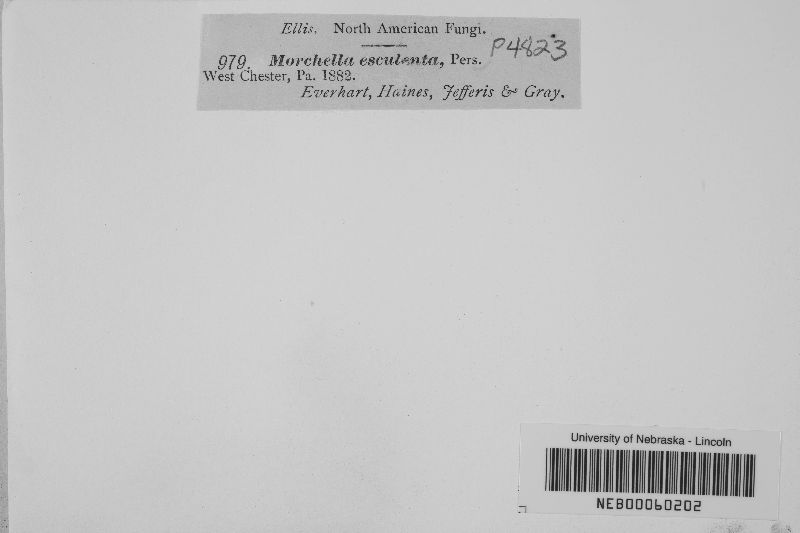 Ellis. North American Fungi.
979. Morchella esculenta, Pers. P4823
West Chester, Pa. 1882.
Everhart, Haines, Jefferis & Gray.
University of Nebraska - Lincoln
NEB00060202